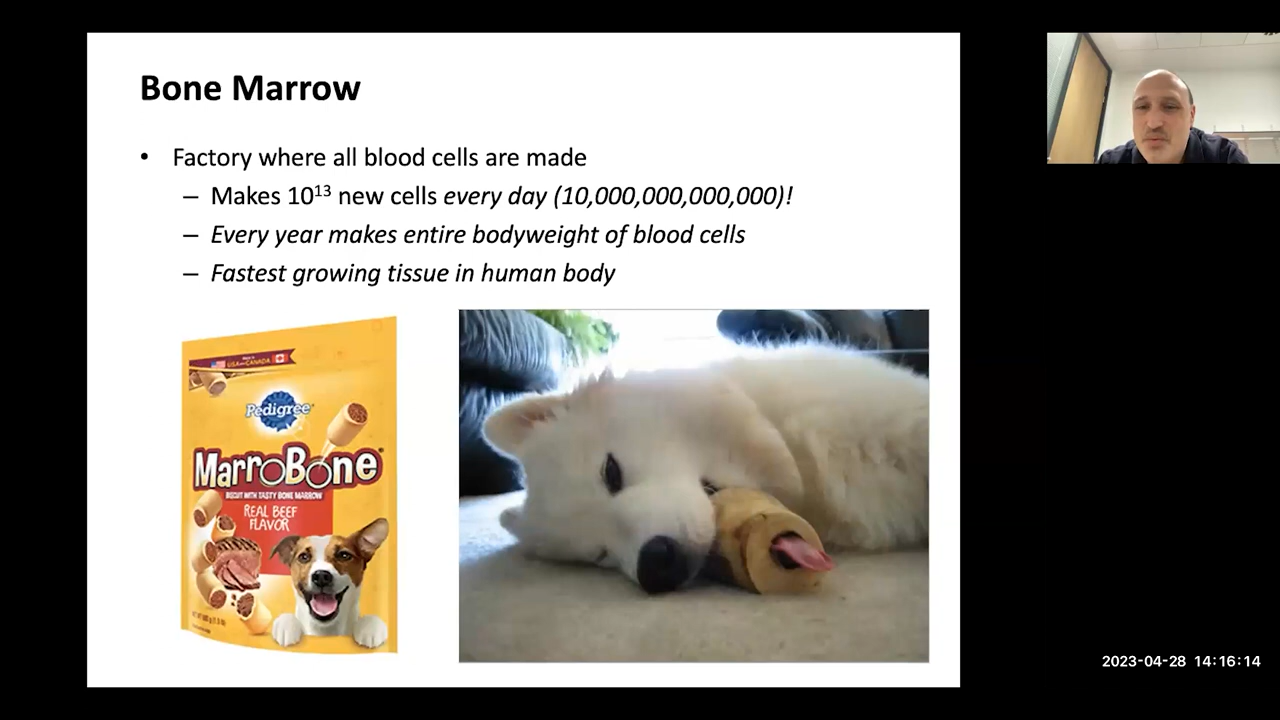 Bone Marrow
• Factory where all blood cells are made
– Makes 10¹³ new cells every day (10,000,000,000,000)!
– Every year makes entire bodyweight of blood cells
– Fastest growing tissue in human body
USA and CANADA
Pedigree
MarroBone
BISCUIT WITH TASTY BONE MARROW
REAL BEEF
FLAVOR
2023-04-28 14:16:14